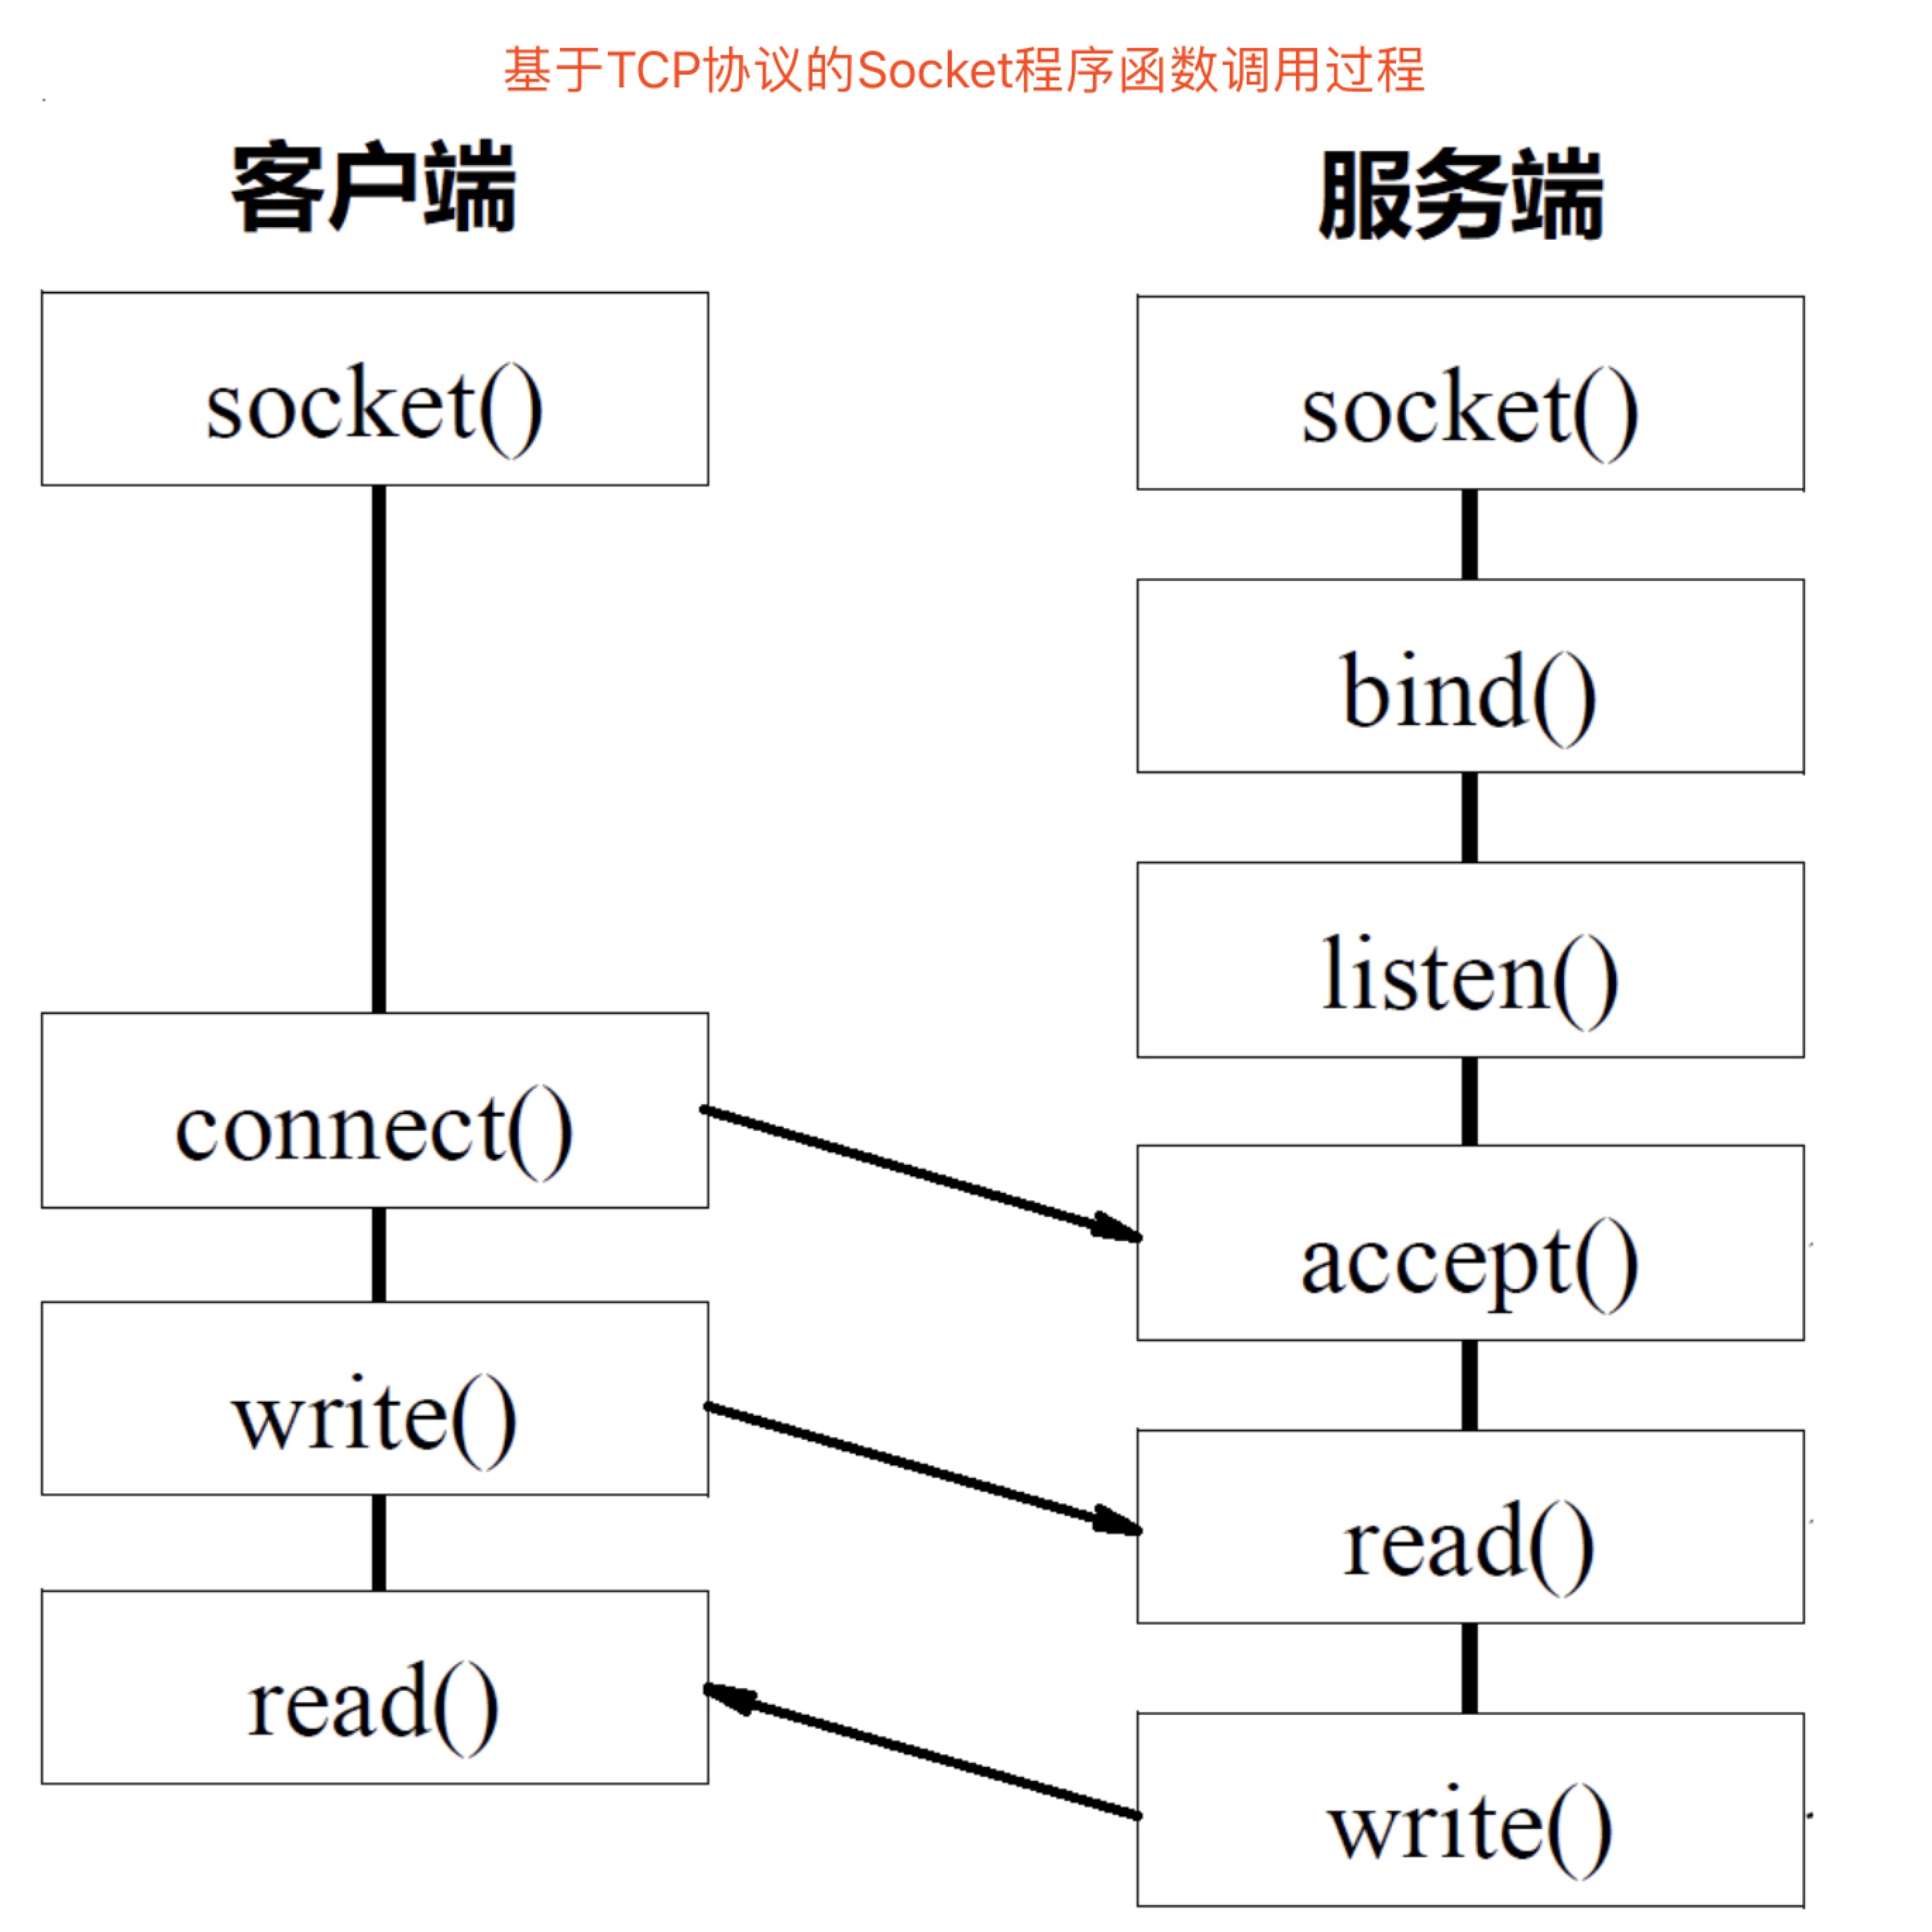 基于TCP协议的Socket程序函数调用过程
客户端
服务端
socket()
socket()
bind()
listen()
connect()
accept()
write()
read()
read()
write()